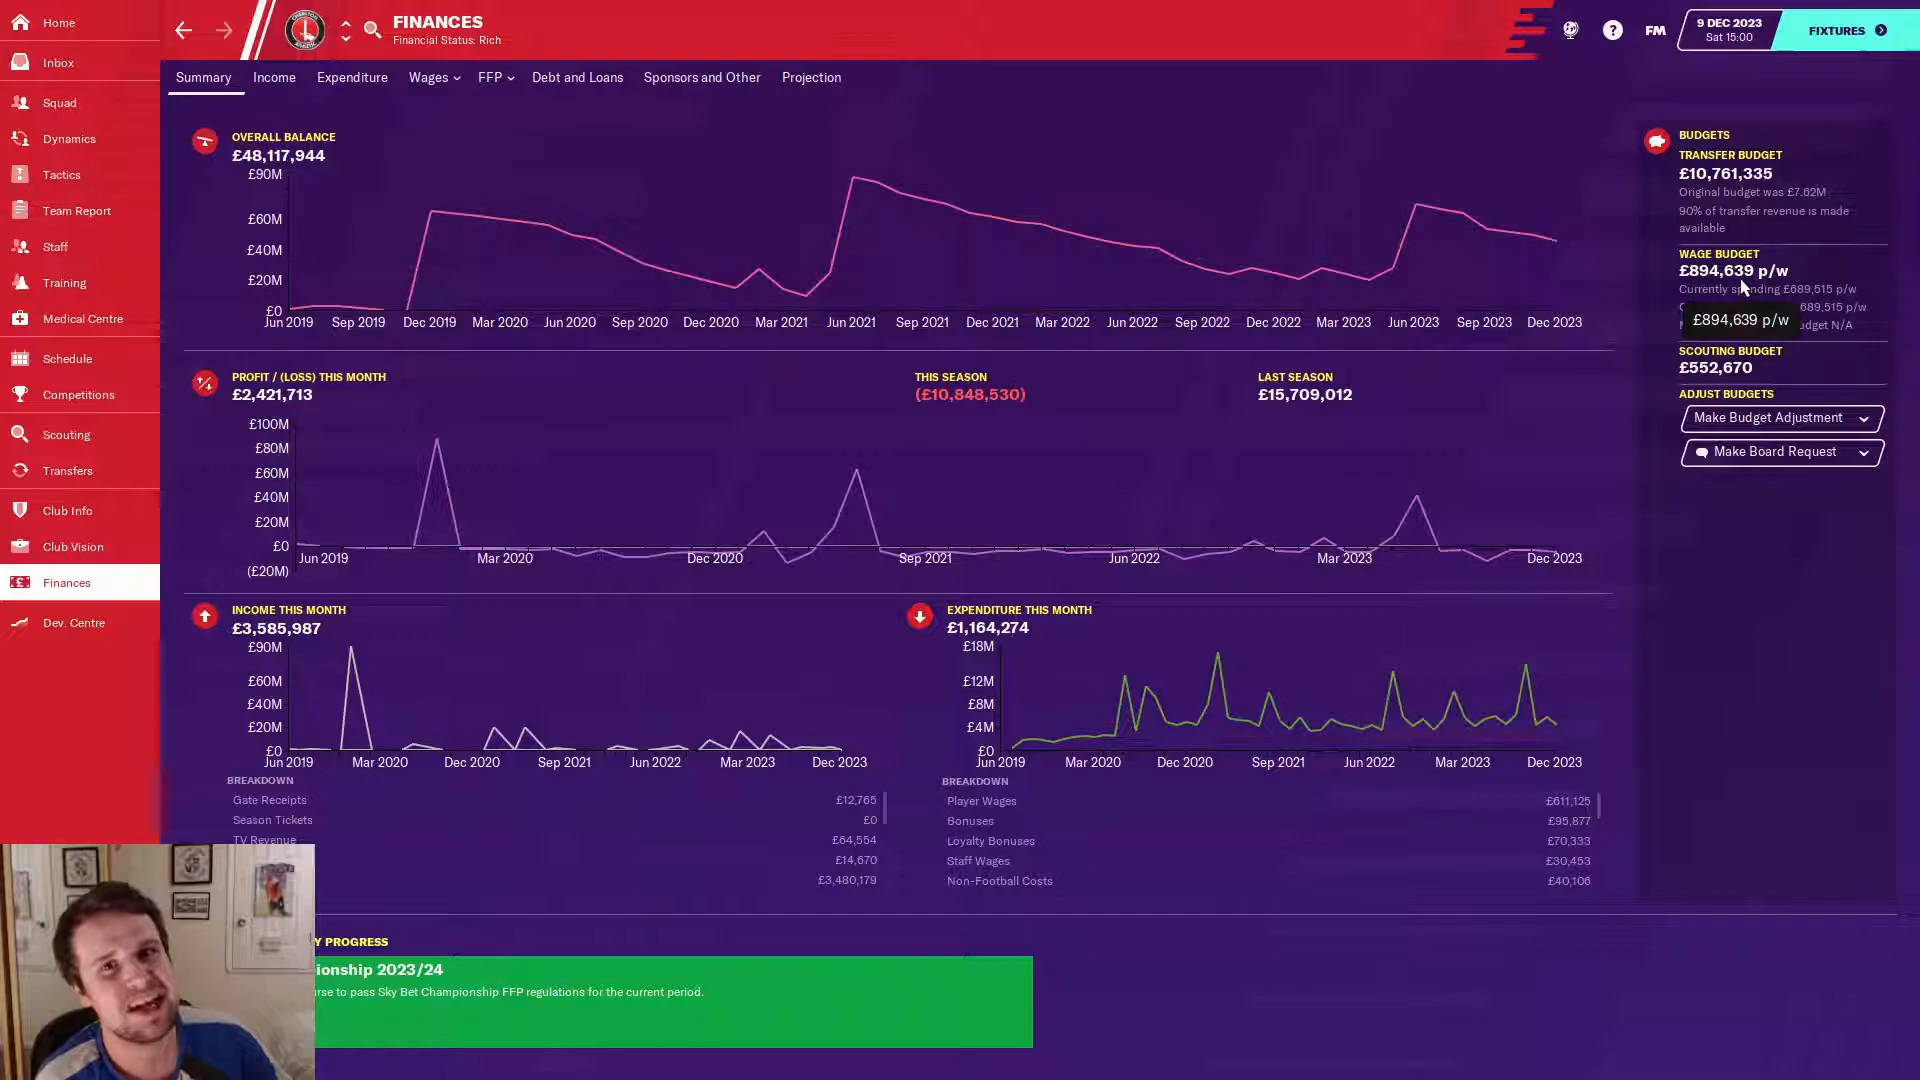 Home
Inbox
Squad
Dynamics
Tactics
Team Report
Staff
Training
Medical Centre
Schedule
Competitions
Scouting
Transfers
Club Info
Club Vision
Finances
Dev. Centre
FINANCES
Financial Status: Rich
FM
9 DEC 2023
Sat 15:00
FIXTURES
Summary Income Expenditure Wages FFP Debt and Loans Sponsors and Other Projection
OVERALL BALANCE
£48,117,944
£90M
£60M
£40M
£20M
£0
Jun 2019 Sep 2019 Dec 2019 Mar 2020 Jun 2020 Sep 2020 Dec 2020 Mar 2021 Jun 2021 Sep 2021 Dec 2021 Mar 2022 Jun 2022 Sep 2022 Dec 2022 Mar 2023 Jun 2023 Sep 2023 Dec 2023
PROFIT / (LOSS) THIS MONTH
£2,421,713
THIS SEASON
(£10,848,530)
LAST SEASON
£15,709,012
£100M
£80M
£60M
£40M
£20M
£0
(£20M)
Jun 2019 Mar 2020 Dec 2020 Sep 2021 Jun 2022 Mar 2023 Dec 2023
INCOME THIS MONTH
£3,585,987
£90M
£60M
£40M
£20M
£0
Jun 2019 Mar 2020 Dec 2020 Sep 2021 Jun 2022 Mar 2023 Dec 2023
BREAKDOWN
Gate Receipts £12,765
Season Tickets £0
TV Revenue £64,554
£14,670
£3,480,179
EXPENDITURE THIS MONTH
£1,164,274
£18M
£12M
£8M
£4M
£0
Jun 2019 Mar 2020 Dec 2020 Sep 2021 Jun 2022 Mar 2023 Dec 2023
BREAKDOWN
Player Wages £611,125
Bonuses £95,877
Loyalty Bonuses £70,333
Staff Wages £30,453
Non-Football Costs £40,106
Y PROGRESS
ionship 2023/24
rse to pass Sky Bet Championship FFP regulations for the current period.
BUDGETS
TRANSFER BUDGET
£10,761,335
Original budget was £7.62M
90% of transfer revenue is made
available
WAGE BUDGET
£894,639 p/w
Currently spending £689,515 p/w
689,515 p/w
£894,639 p/w
udget N/A
SCOUTING BUDGET
£552,670
ADJUST BUDGETS
Make Budget Adjustment
Make Board Request